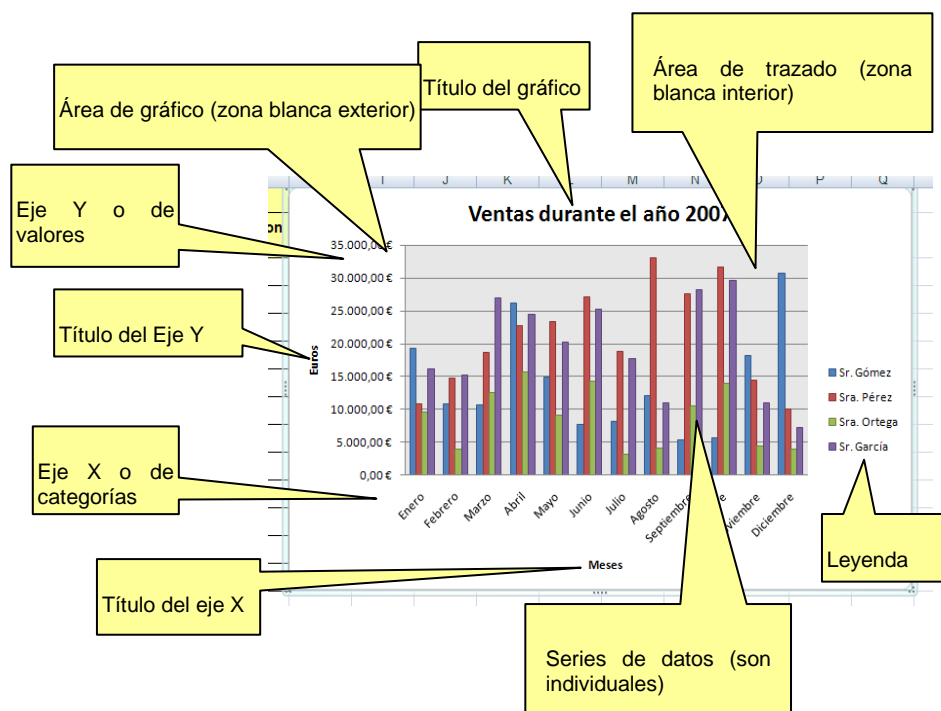 Título del gráfico
Área de trazado (zona
blanca interior)
Área de gráfico (zona blanca exterior)
Eje Y o de
valores
I J K L M N O P Q
on
Ventas durante el año 2007
35.000,00 €
30.000,00 €
25.000,00 €
20.000,00 €
15.000,00 €
10.000,00 €
5.000,00 €
0,00 €
Título del Eje Y
Euros
Sr. Gómez
Sra. Pérez
Sra. Ortega
Sr. García
Eje X o de
categorías
Enero
Febrero
Marzo
Abril
Mayo
Junio
Julio
Agosto
Septiembre
Diciembre
Meses
Título del eje X
Leyenda
Series de datos (son
individuales)